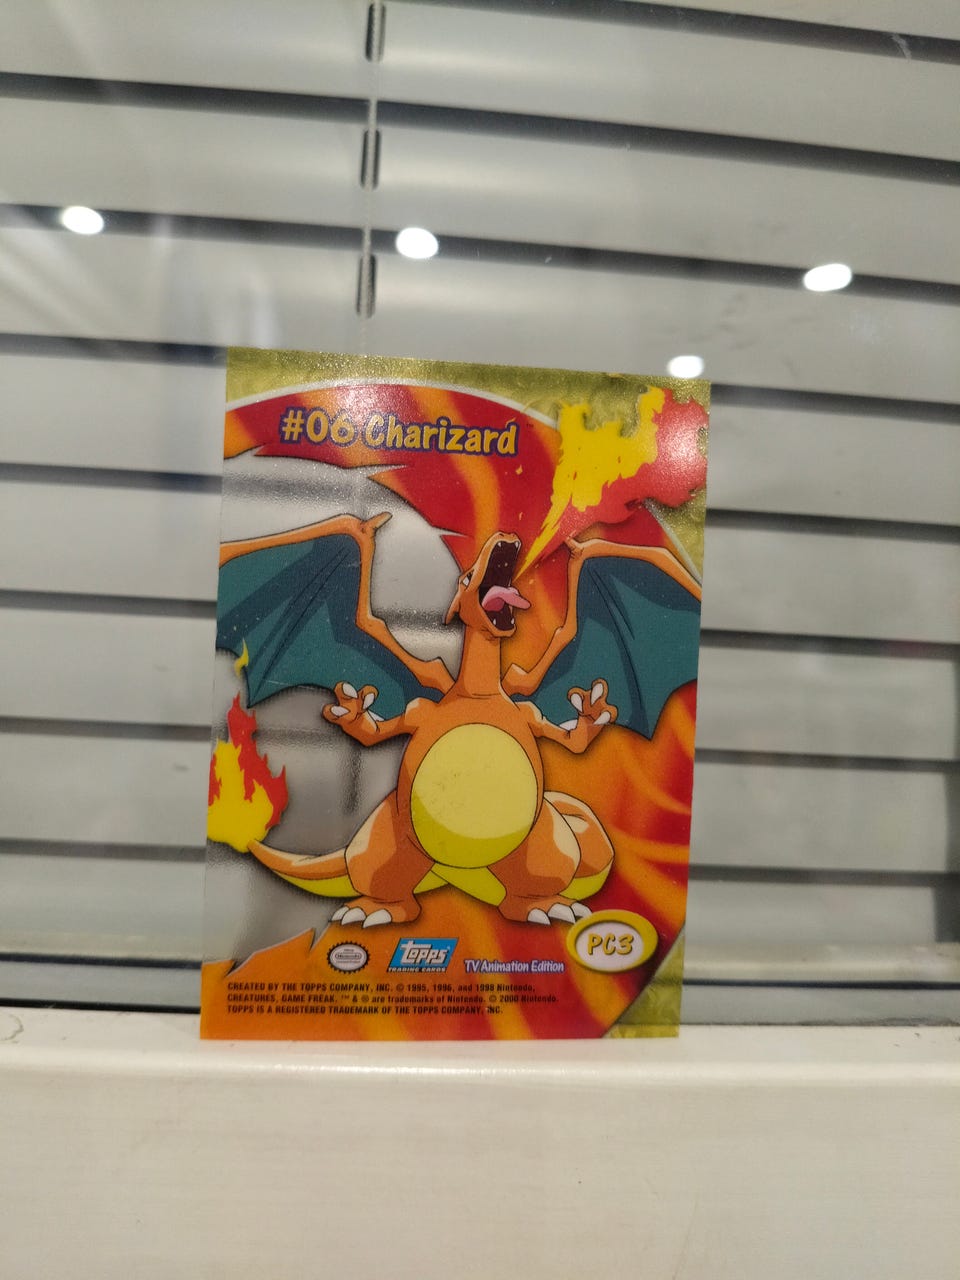 #06 Charizard™
Topps®
TRADING CARDS
TV Animation Edition
PC3
CREATED BY THE TOPPS COMPANY, INC. © 1995, 1996, and 1998 Nintendo,
CREATURES, GAME FREAK. ™ & ® are trademarks of Nintendo. © 2000 Nintendo.
TOPPS IS A REGISTERED TRADEMARK OF THE TOPPS COMPANY, INC.